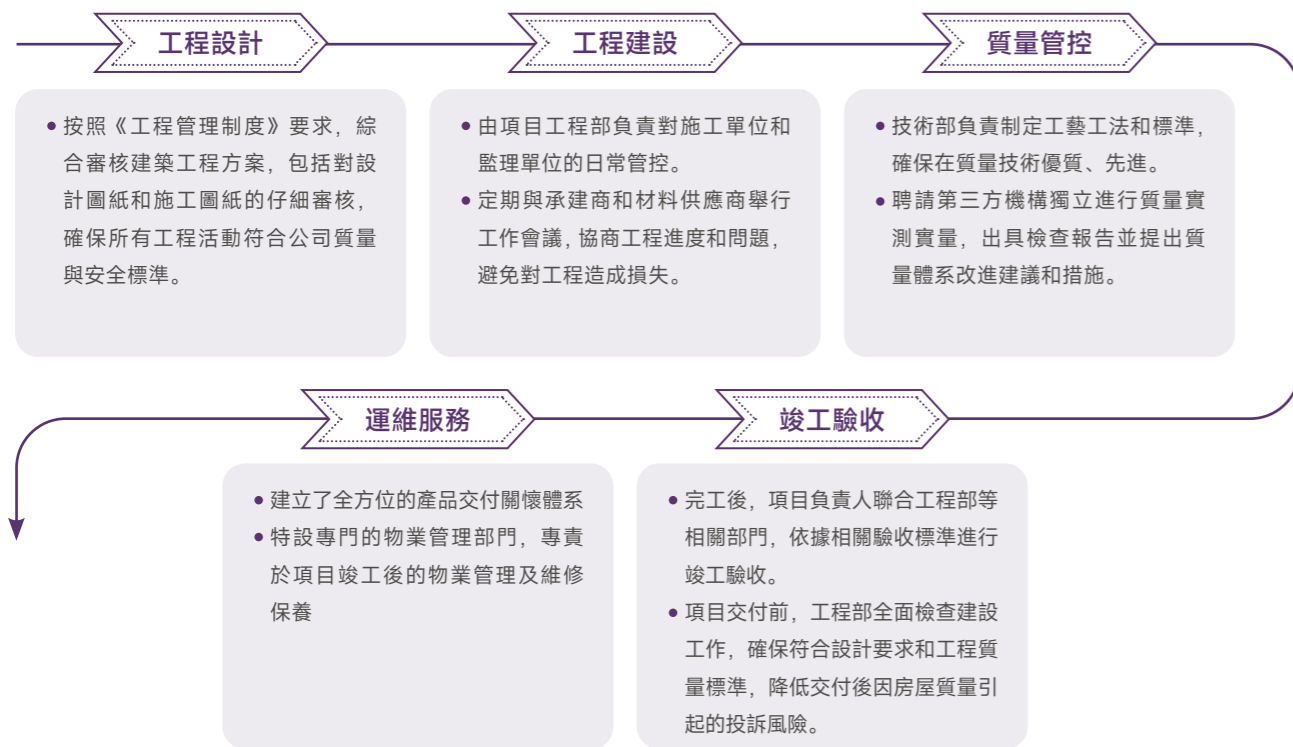 工程設計
• 按照《工程管理制度》要求，綜
合審核建築工程方案，包括對設
計圖紙和施工圖紙的仔細審核，
確保所有工程活動符合公司質量
與安全標準。
工程建設
• 由項目工程部負責對施工單位和
監理單位的日常管控。
• 定期與承建商和材料供應商舉行
工作會議，協商工程進度和問題，
避免對工程造成損失。
質量管控
• 技術部負責制定工藝工法和標準，
確保在質量技術優質、先進。
• 聘請第三方機構獨立進行質量實
測實量，出具檢查報告並提出質
量體系改進建議和措施。
竣工驗收
• 完工後，項目負責人聯合工程部等
相關部門，依據相關驗收標準進行
竣工驗收。
• 項目交付前，工程部全面檢查建設
工作，確保符合設計要求和工程質
量標準，降低交付後因房屋質量引
起的投訴風險。
運維服務
• 建立了全方位的產品交付關懷體系
• 特設專門的物業管理部門，專責
於項目竣工後的物業管理及維修
保養